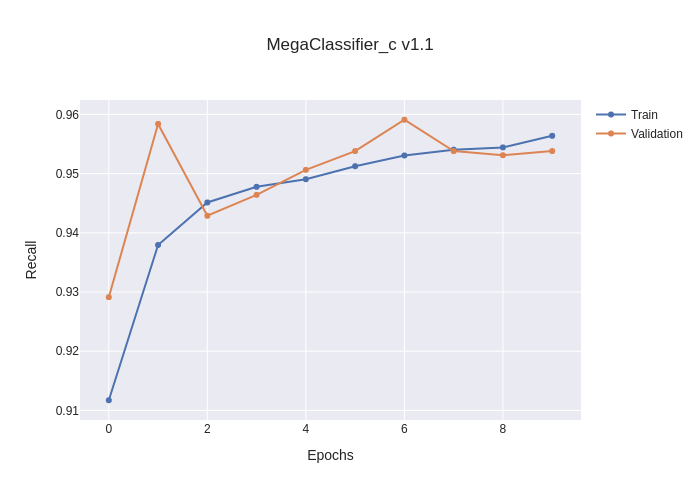 MegaClassifier_c v1.1
0.96
0.95
0.94
0.93
0.92
0.91
Recall
0 2 4 6 8
Epochs
Train
Validation